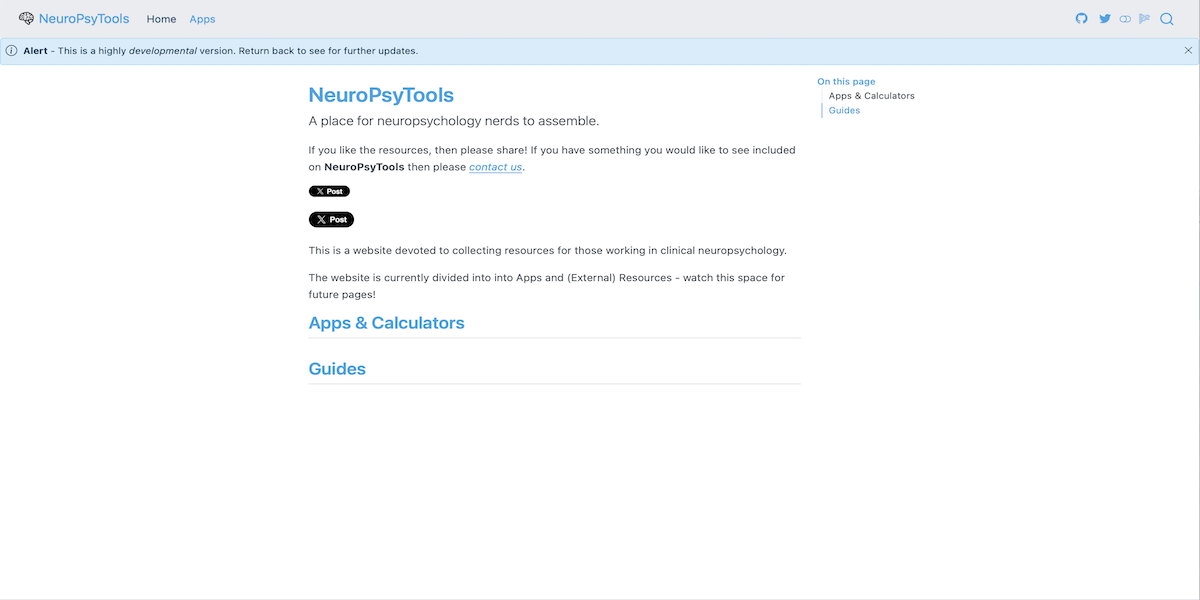 NeuroPsyTools Home Apps
Alert - This is a highly developmental version. Return back to see for further updates.
NeuroPsyTools
A place for neuropsychology nerds to assemble.
If you like the resources, then please share! If you have something you would like to see included
on NeuroPsyTools then please contact us.
X Post
X Post
This is a website devoted to collecting resources for those working in clinical neuropsychology.
The website is currently divided into into Apps and (External) Resources - watch this space for
future pages!
Apps & Calculators
Guides
On this page
Apps & Calculators
Guides